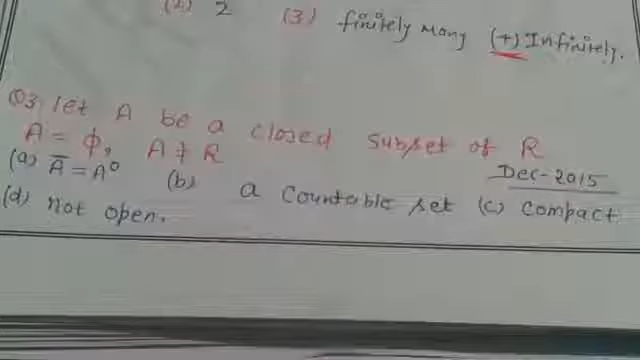 (2) 2 (3) finitely many (4) Infinitely.
Q3 let A be a closed subset of R
A = ϕ, A ≠ R
Dec-2015
(a) A̅ = A⁰ (b) a countable set (c) compact
(d) not open.